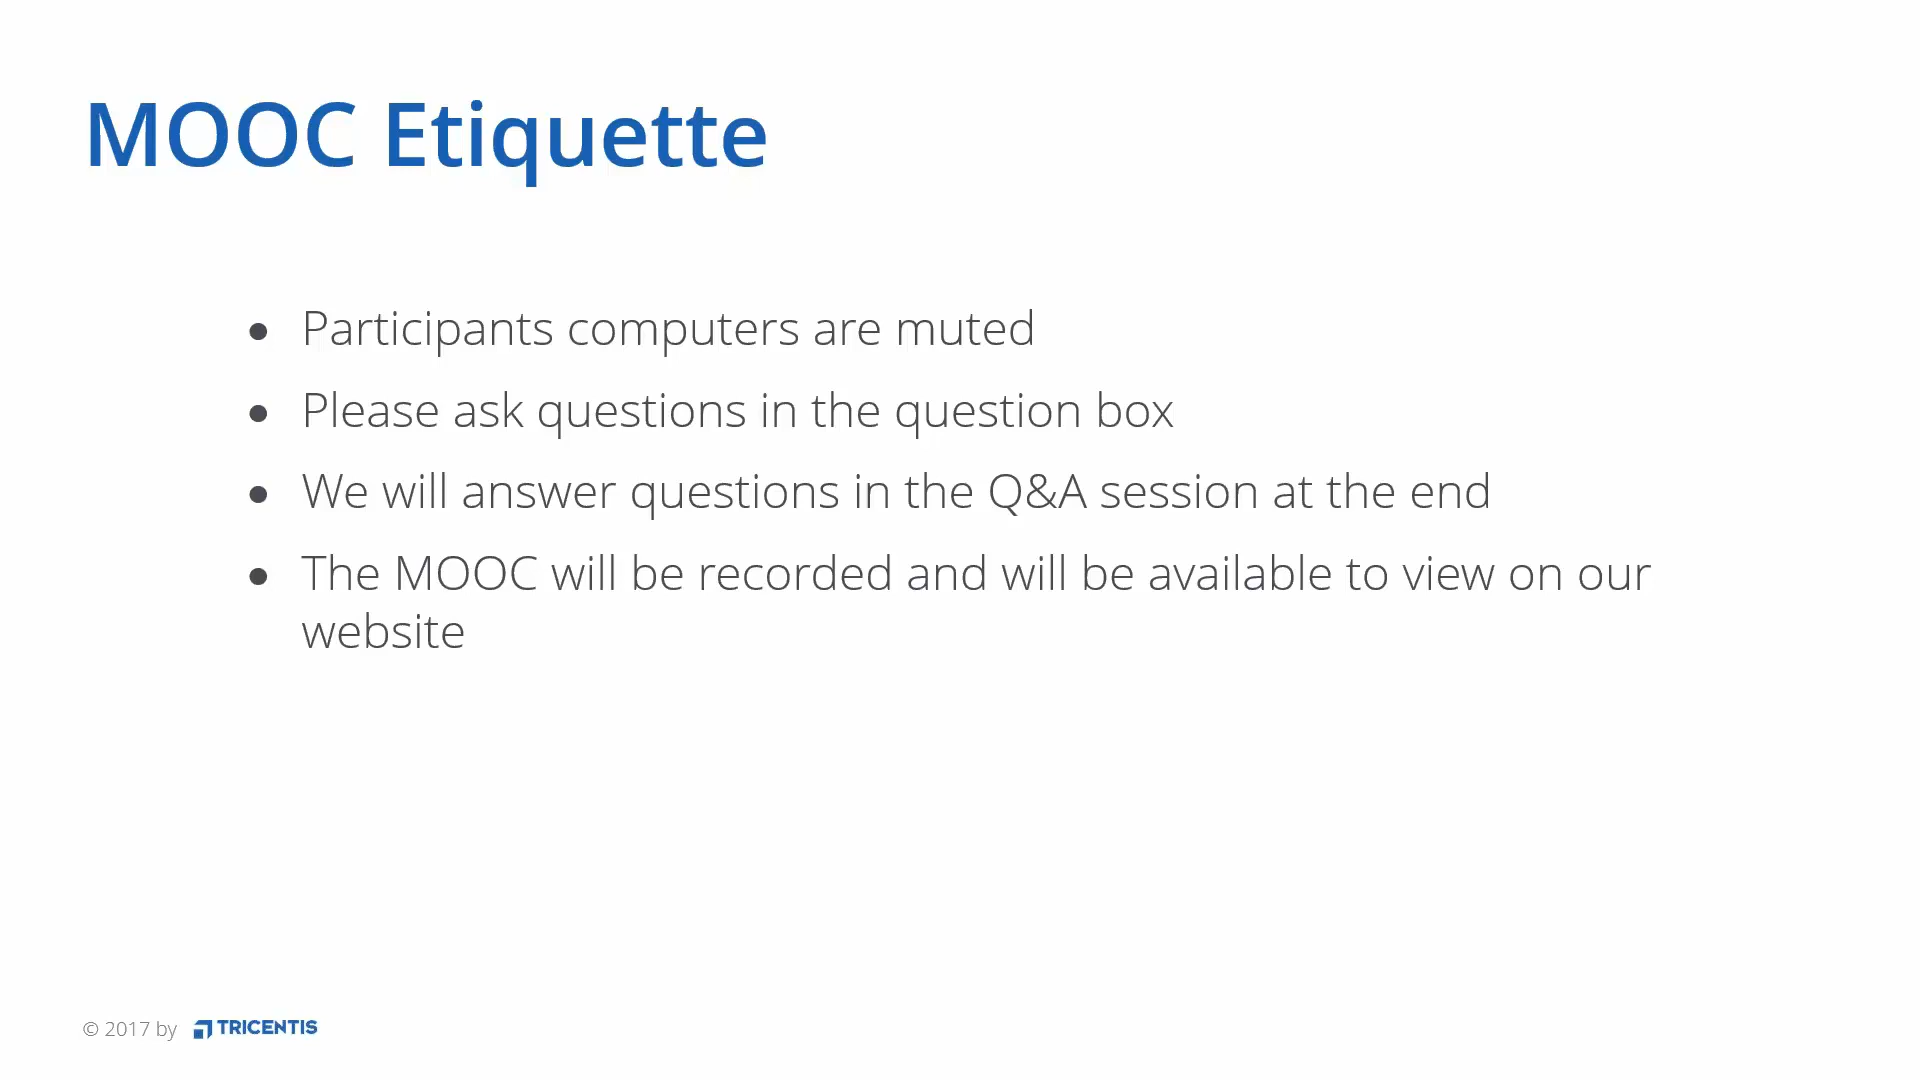 MOOC Etiquette
● Participants computers are muted
● Please ask questions in the question box
● We will answer questions in the Q&A session at the end
● The MOOC will be recorded and will be available to view on our
website
© 2017 by TRICENTIS